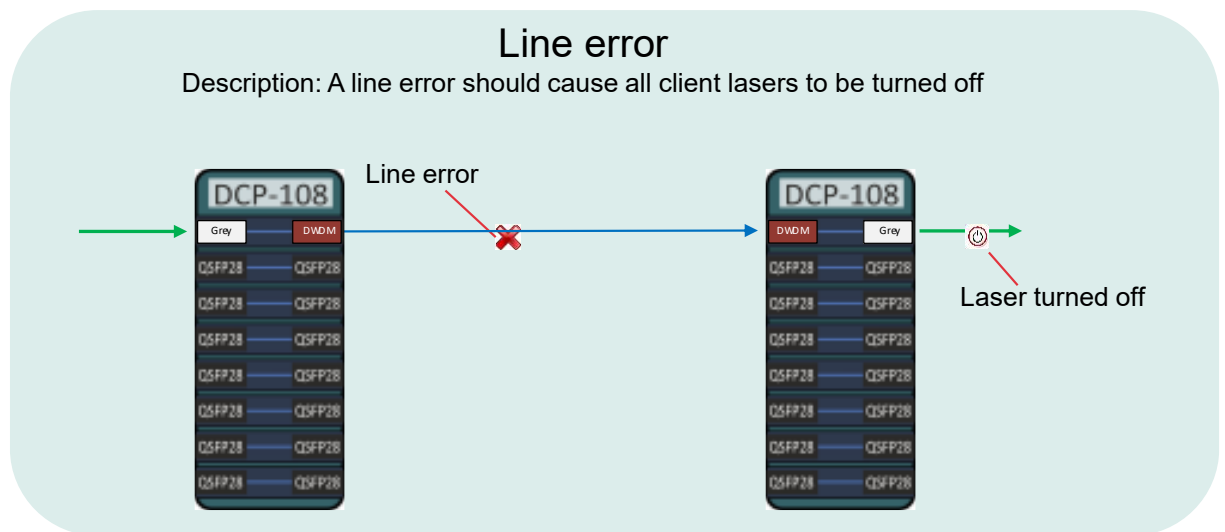 Line error
Description: A line error should cause all client lasers to be turned off
Line error
DCP-108
DCP-108
Grey DWDM
DWDM Grey
QSFP28 QSFP28
QSFP28 QSFP28
QSFP28 QSFP28
QSFP28 QSFP28
QSFP28 QSFP28
QSFP28 QSFP28
QSFP28 QSFP28
QSFP28 QSFP28
QSFP28 QSFP28
QSFP28 QSFP28
QSFP28 QSFP28
QSFP28 QSFP28
QSFP28 QSFP28
QSFP28 QSFP28
Laser turned off